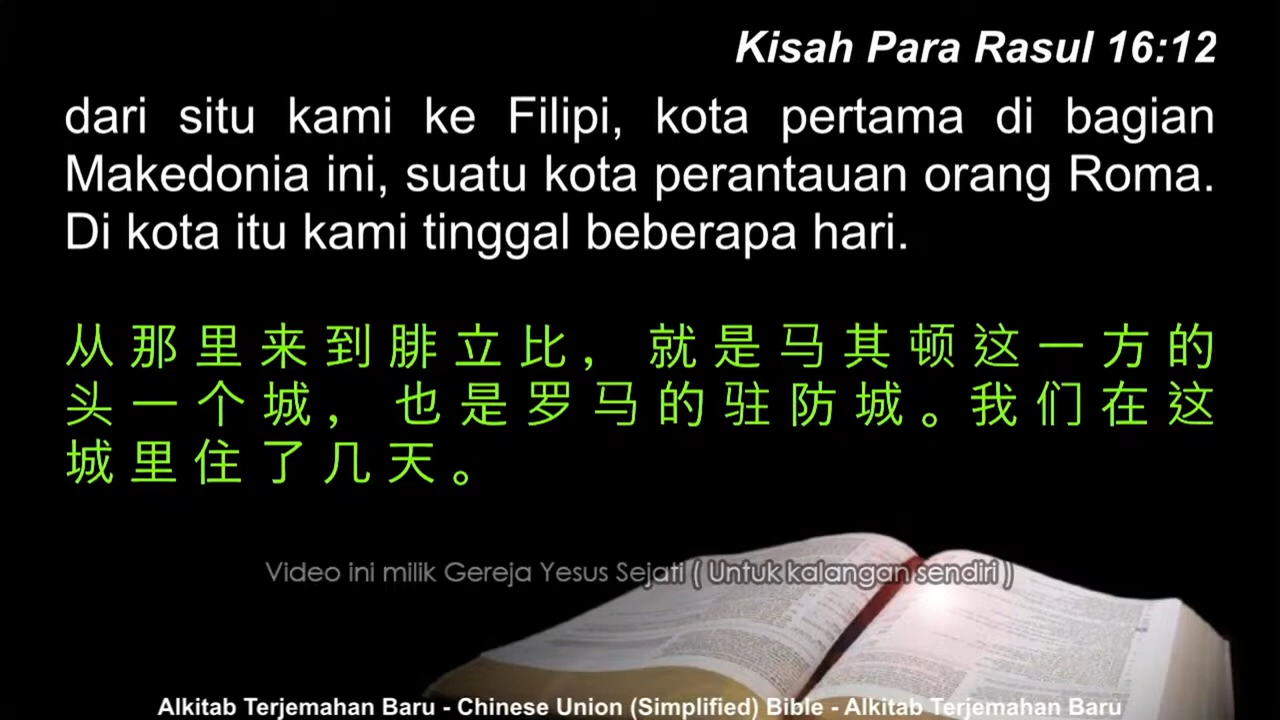 Kisah Para Rasul 16:12
dari situ kami ke Filipi, kota pertama di bagian
Makedonia ini, suatu kota perantauan orang Roma.
Di kota itu kami tinggal beberapa hari.
从那里来到腓立比，就是马其顿这一方的
头一个城，也是罗马的驻防城。我们在这
城里住了几天。
Video ini milik Gereja Yesus Sejati ( Untuk kalangan sendiri )
Alkitab Terjemahan Baru - Chinese Union (Simplified) Bible - Alkitab Terjemahan Baru